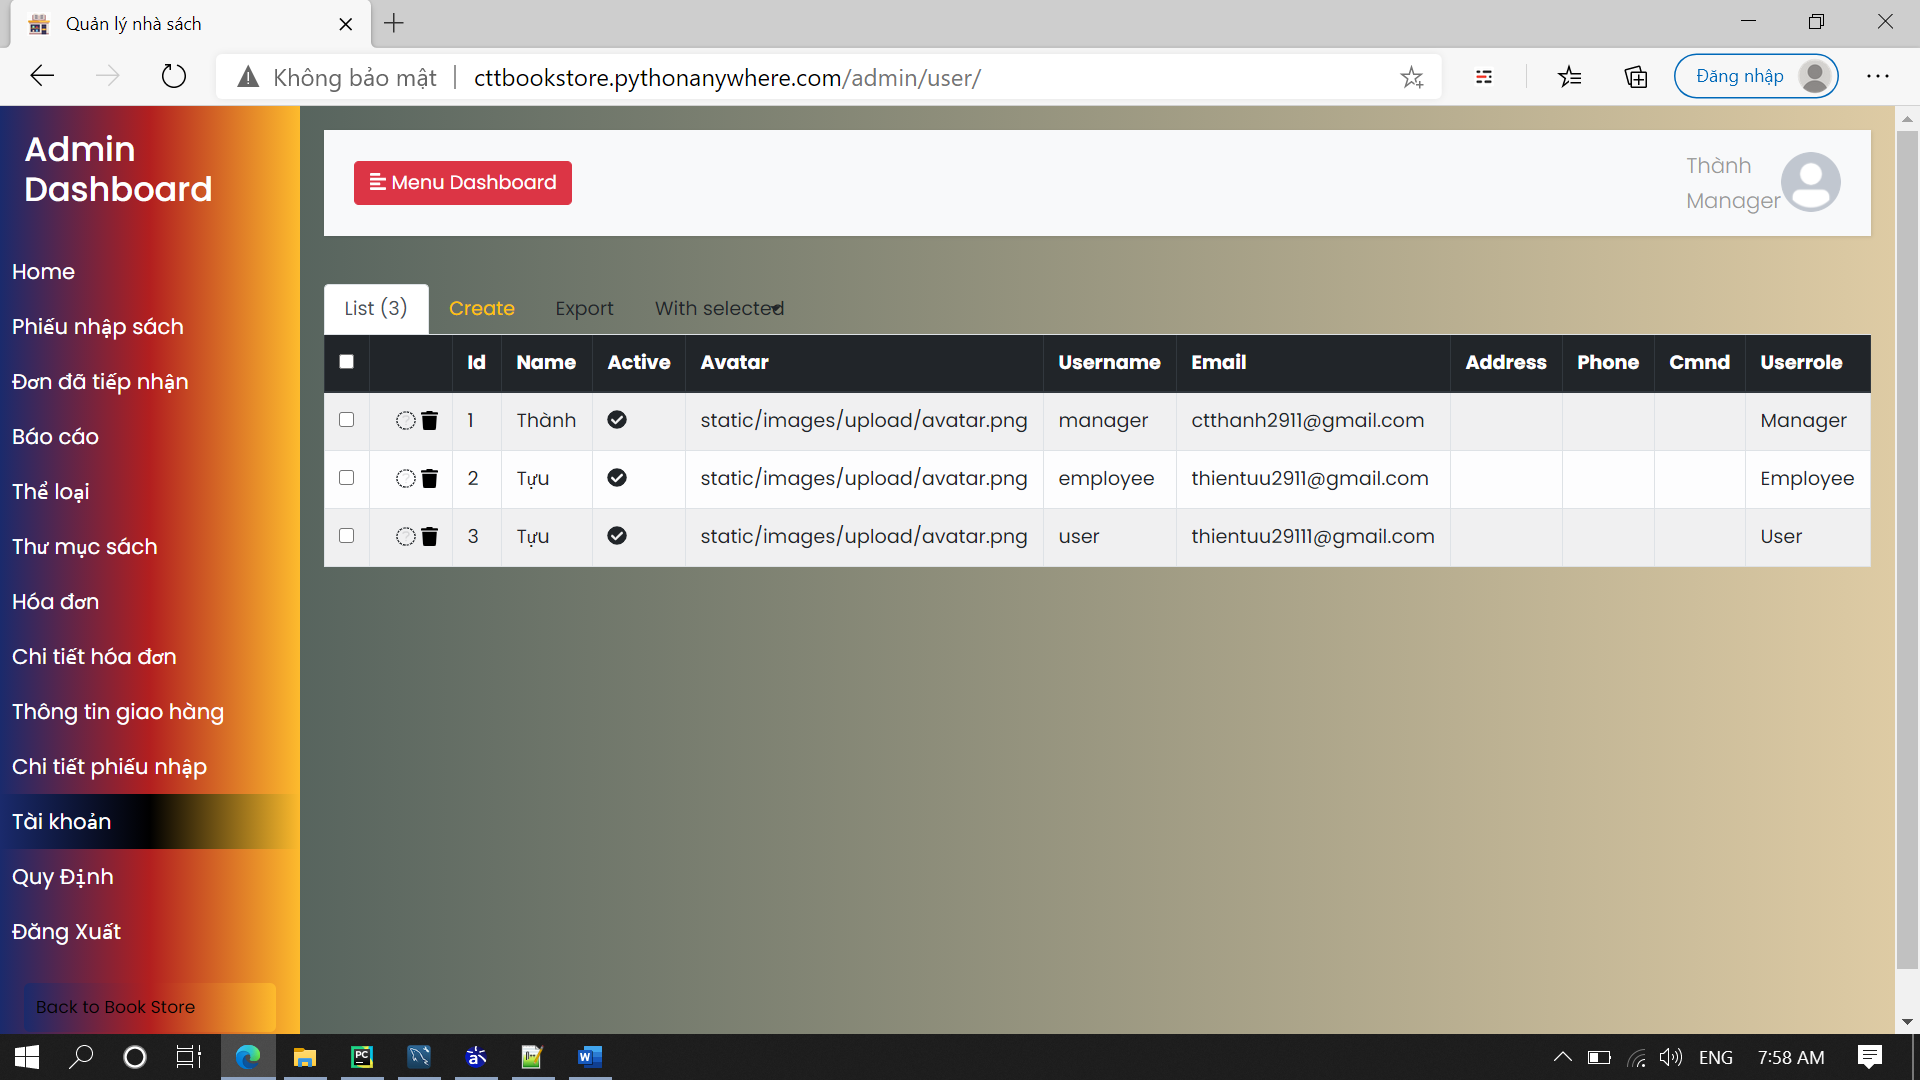 Quản lý nhà sách
Không bảo mật
cttbookstore.pythonanywhere.com/admin/user/
Đăng nhập
Admin
Dashboard
Home
Phiếu nhập sách
Đơn đã tiếp nhận
Báo cáo
Thể loại
Thư mục sách
Hóa đơn
Chi tiết hóa đơn
Thông tin giao hàng
Chi tiết phiếu nhập
Tài khoản
Quy Định
Đăng Xuất
Back to Book Store
Menu Dashboard
Thành
Manager
List (3) Create Export With selected
Id Name Active Avatar Username Email Address Phone Cmnd Userrole
1 Thành static/images/upload/avatar.png manager ctthanh2911@gmail.com Manager
2 Tựu static/images/upload/avatar.png employee thientuu2911@gmail.com Employee
3 Tựu static/images/upload/avatar.png user thientuu29111@gmail.com User
ENG 7:58 AM